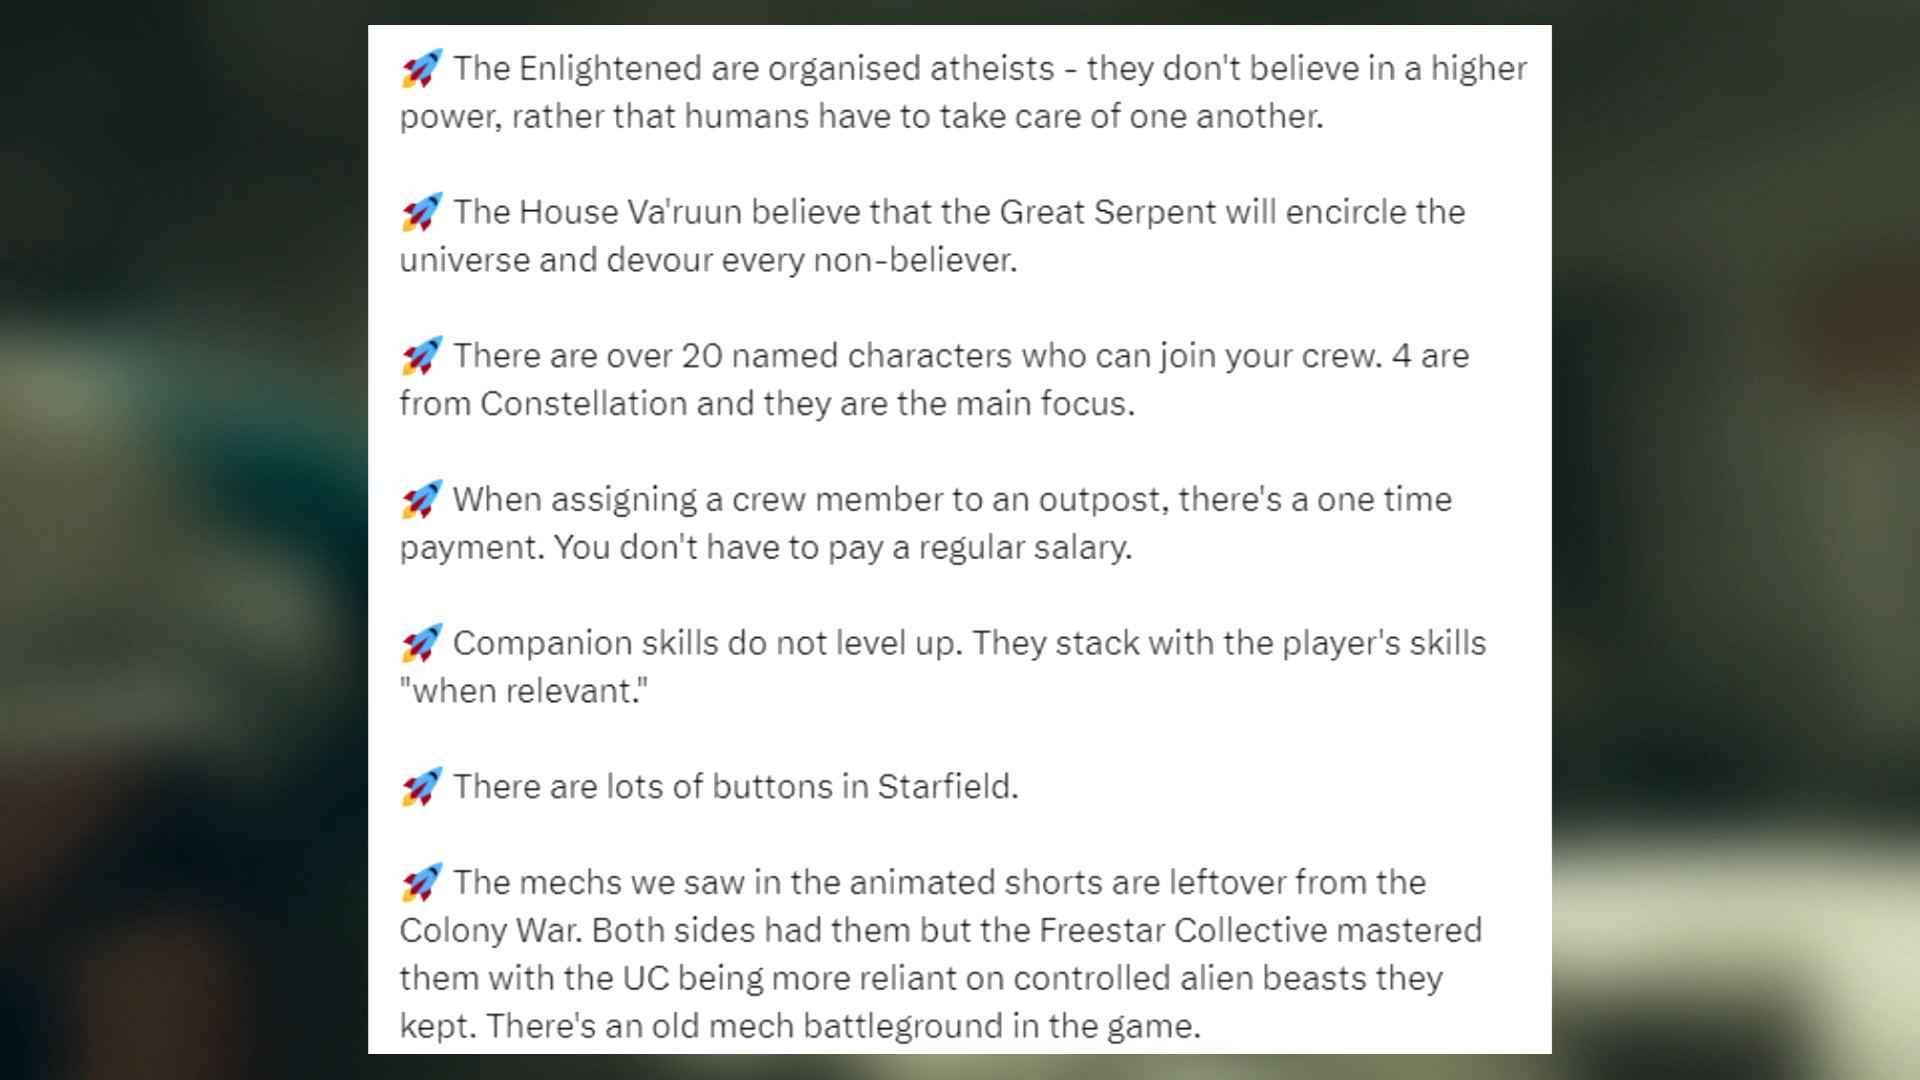 🚀 The Enlightened are organised atheists - they don't believe in a higher
power, rather that humans have to take care of one another.
🚀 The House Va'ruun believe that the Great Serpent will encircle the
universe and devour every non-believer.
🚀 There are over 20 named characters who can join your crew. 4 are
from Constellation and they are the main focus.
🚀 When assigning a crew member to an outpost, there's a one time
payment. You don't have to pay a regular salary.
🚀 Companion skills do not level up. They stack with the player's skills
"when relevant."
🚀 There are lots of buttons in Starfield.
🚀 The mechs we saw in the animated shorts are leftover from the
Colony War. Both sides had them but the Freestar Collective mastered
them with the UC being more reliant on controlled alien beasts they
kept. There's an old mech battleground in the game.